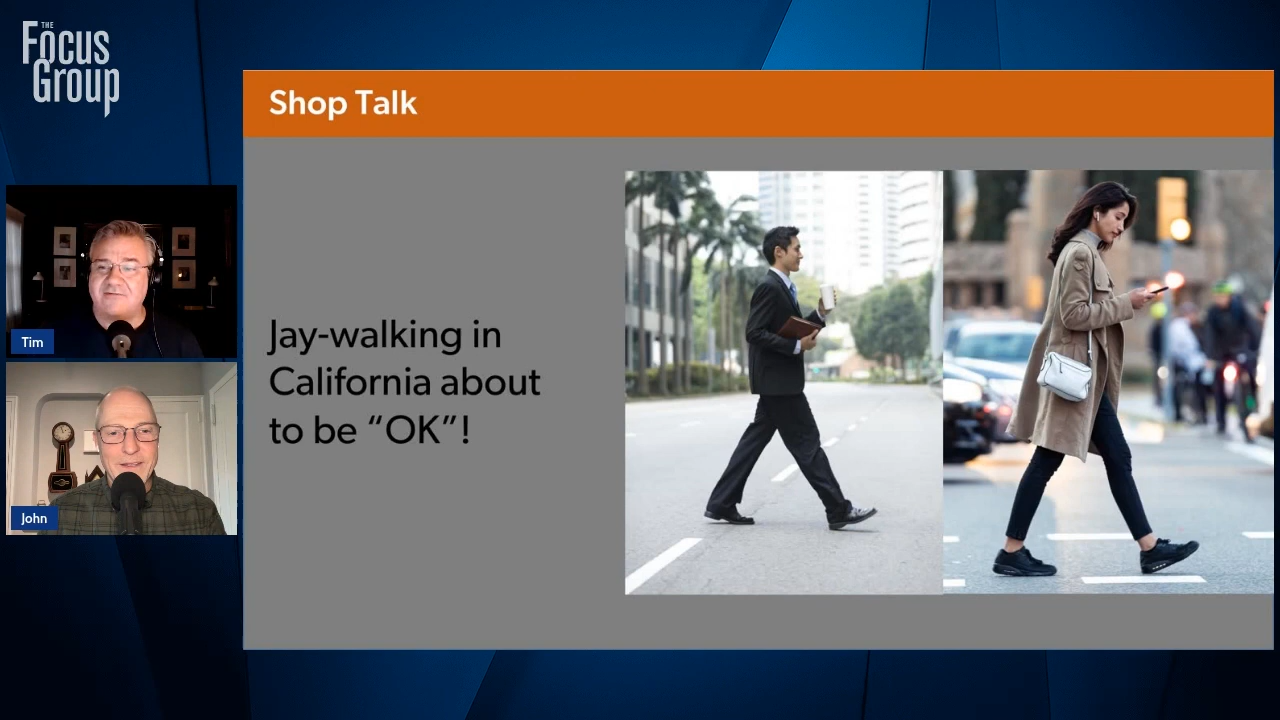 THE
Focus
Group
Shop Talk
Jay-walking in
California about
to be “OK”!
Tim
John